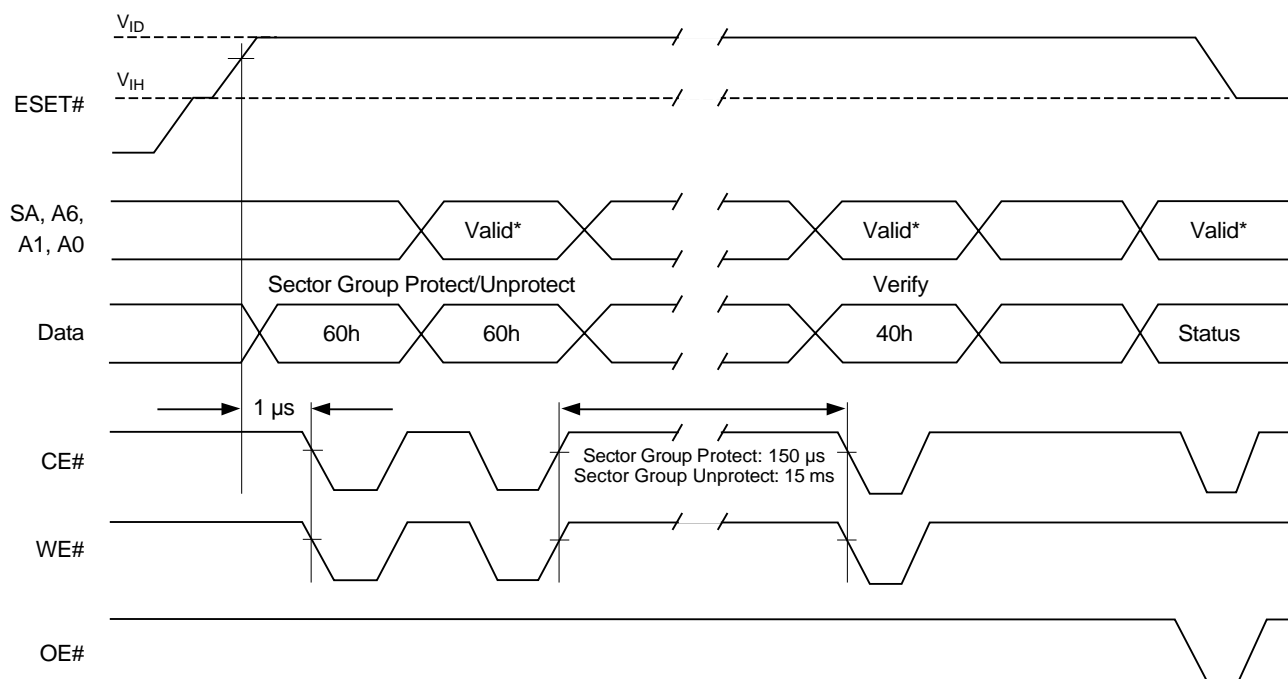 VID
VIH
ESET#
SA, A6,
A1, A0
Valid* Valid* Valid*
Sector Group Protect/Unprotect Verify
Data 60h 60h 40h Status
1 µs
CE#
Sector Group Protect: 150 µs
Sector Group Unprotect: 15 ms
WE#
OE#